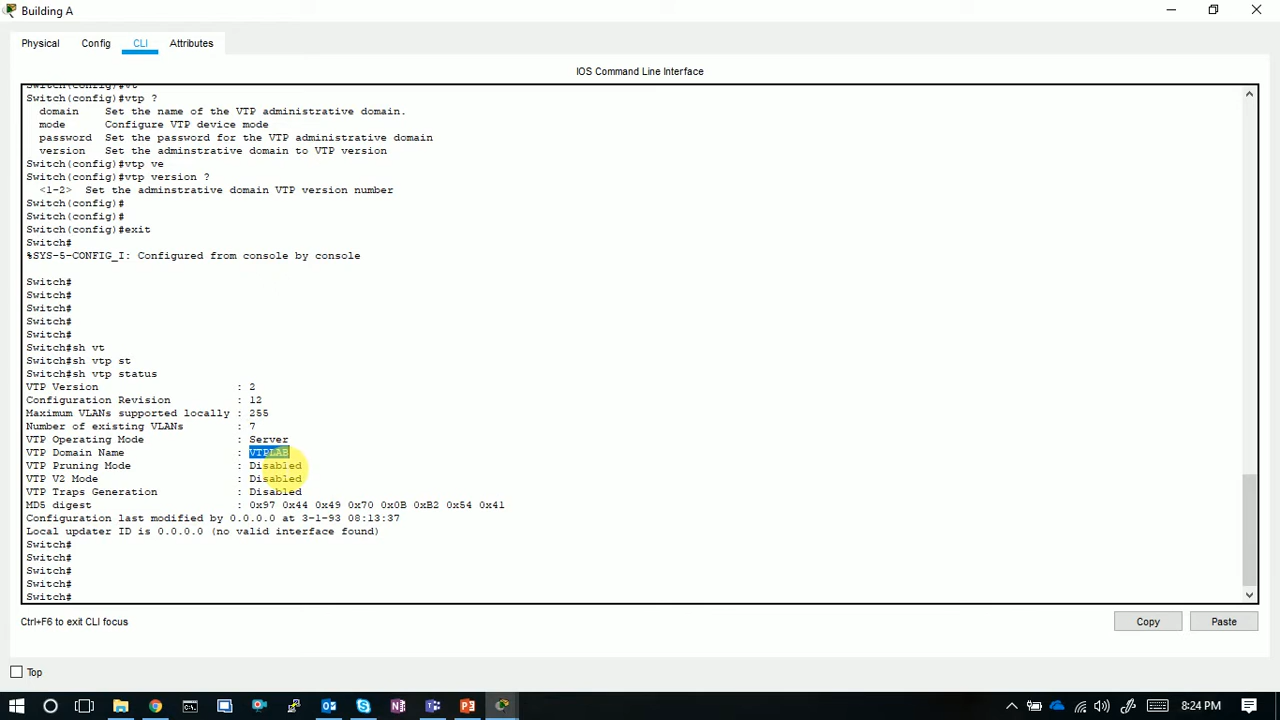 Building A
Physical Config CLI Attributes
IOS Command Line Interface
Switch(config)#vtp ?
domain Set the name of the VTP administrative domain.
mode Configure VTP device mode
password Set the password for the VTP administrative domain
version Set the adminstrative domain to VTP version
Switch(config)#vtp ve
Switch(config)#vtp version ?
<1-2> Set the adminstrative domain VTP version number
Switch(config)#
Switch(config)#
Switch(config)#exit
Switch#
%SYS-5-CONFIG_I: Configured from console by console
Switch#
Switch#
Switch#
Switch#
Switch#
Switch#sh vt
Switch#sh vtp st
Switch#sh vtp status
VTP Version : 2
Configuration Revision : 12
Maximum VLANs supported locally : 255
Number of existing VLANs : 7
VTP Operating Mode : Server
VTP Domain Name : VTPLAB
VTP Pruning Mode : Disabled
VTP V2 Mode : Disabled
VTP Traps Generation : Disabled
MD5 digest : 0x97 0x44 0x49 0x70 0x0B 0xB2 0x54 0x41
Configuration last modified by 0.0.0.0 at 3-1-93 08:13:37
Local updater ID is 0.0.0.0 (no valid interface found)
Switch#
Switch#
Switch#
Switch#
Switch#
Ctrl+F6 to exit CLI focus
Copy Paste
Top
8:24 PM